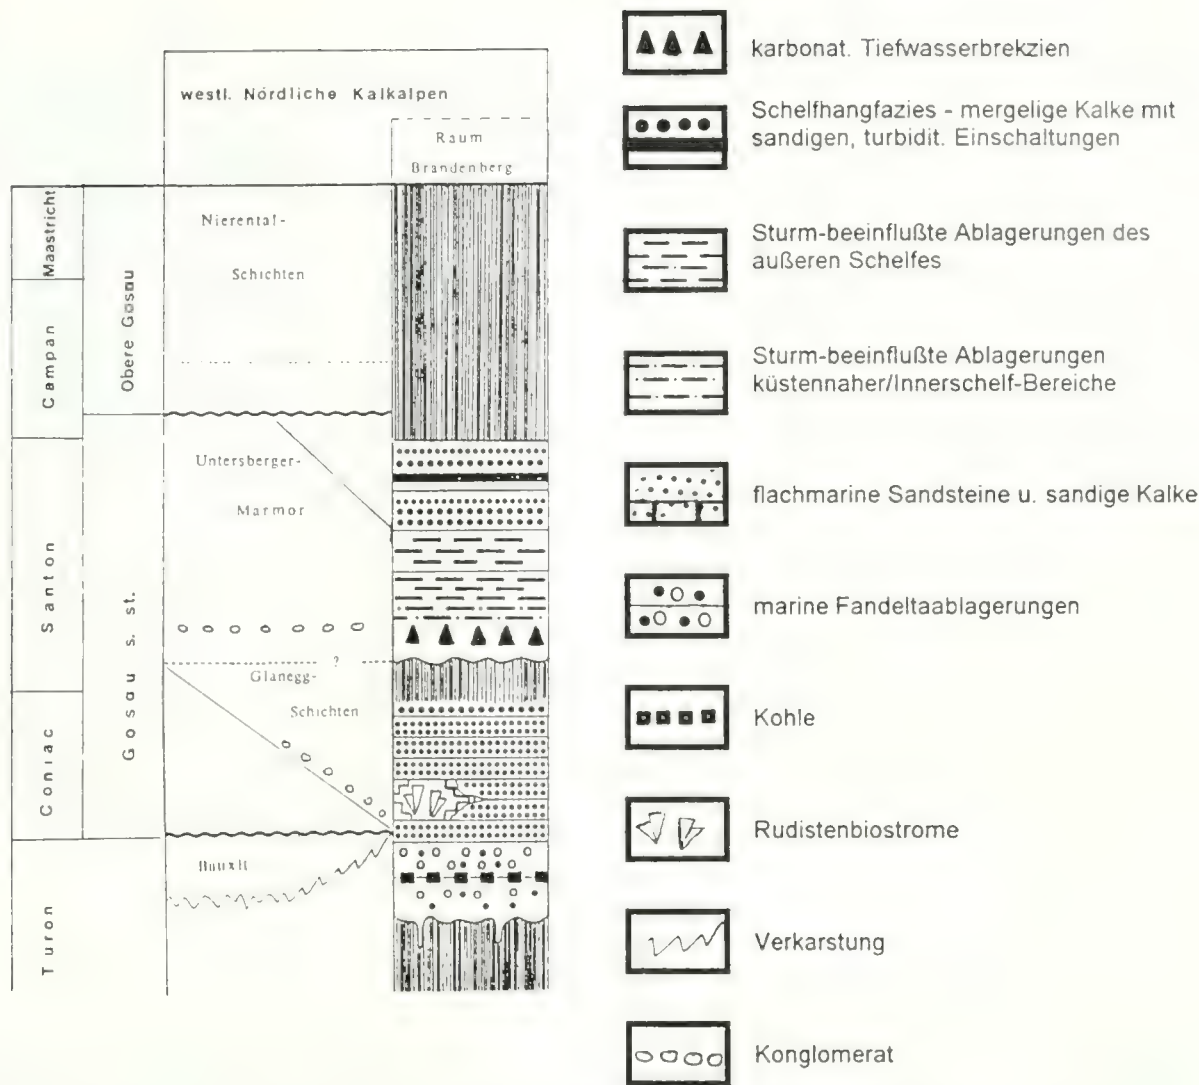 westl. Nördliche Kalkalpen
Raum
Brandenberg
Maastricht
Campan
Santon
Coniac
Turon
Obere Gosau
Gosau s. st.
Nierental-
Schichten
Untersberger-
Marmor
?
Glanegg-
Schichten
Bauxit
karbonat. Tiefwasserbrekzien
Schelfhangfazies - mergelige Kalke mit
sandigen, turbidit. Einschaltungen
Sturm-beeinflußte Ablagerungen des
außeren Schelfes
Sturm-beeinflußte Ablagerungen
küstennaher/Innerschelf-Bereiche
flachmarine Sandsteine u. sandige Kalke
marine Fandeltaablagerungen
Kohle
Rudistenbiostrome
Verkarstung
Konglomerat